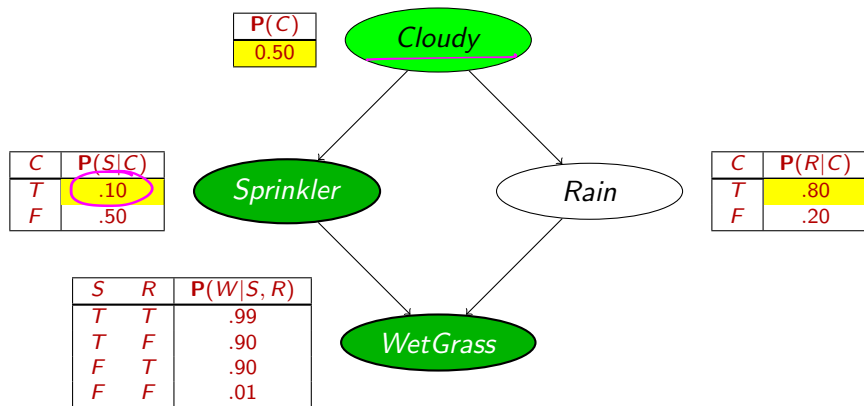 P(C)
0.50
Cloudy
C P(S|C)
T .10
F .50
Sprinkler
Rain
C P(R|C)
T .80
F .20
S R P(W|S, R)
T T .99
T F .90
F T .90
F F .01
WetGrass